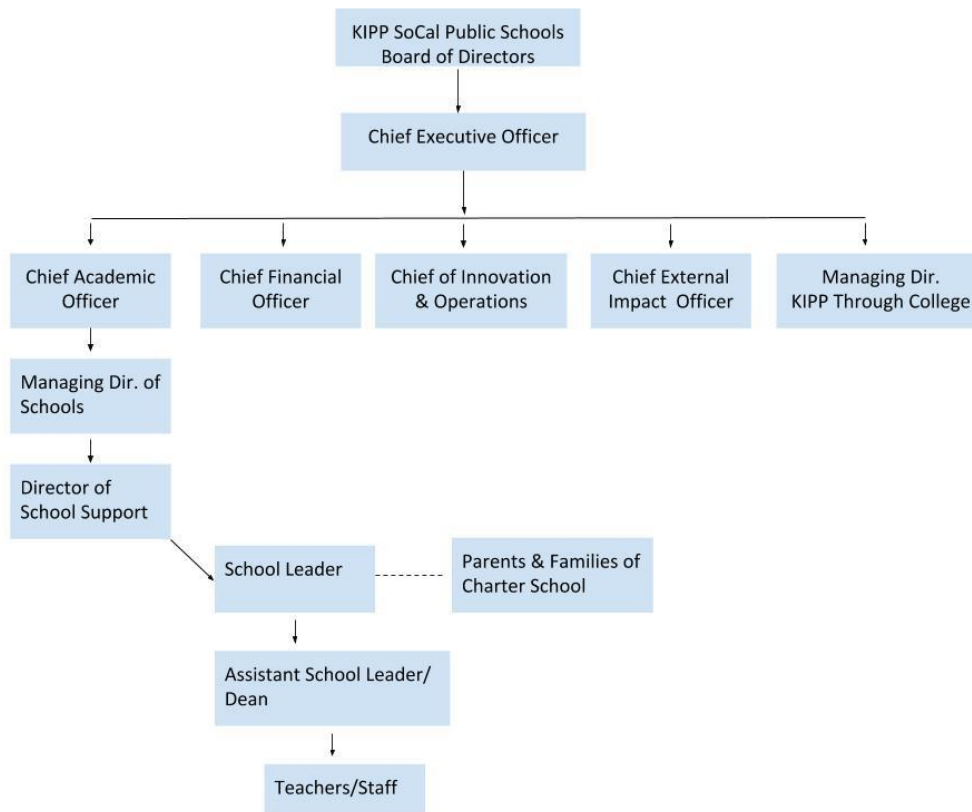 KIPP SoCal Public Schools
Board of Directors
Chief Executive Officer
Chief Academic
Officer
Chief Financial
Officer
Chief of Innovation
& Operations
Chief External
Impact Officer
Managing Dir.
KIPP Through College
Managing Dir. of
Schools
Director of
School Support
School Leader
Parents & Families of
Charter School
Assistant School Leader/
Dean
Teachers/Staff